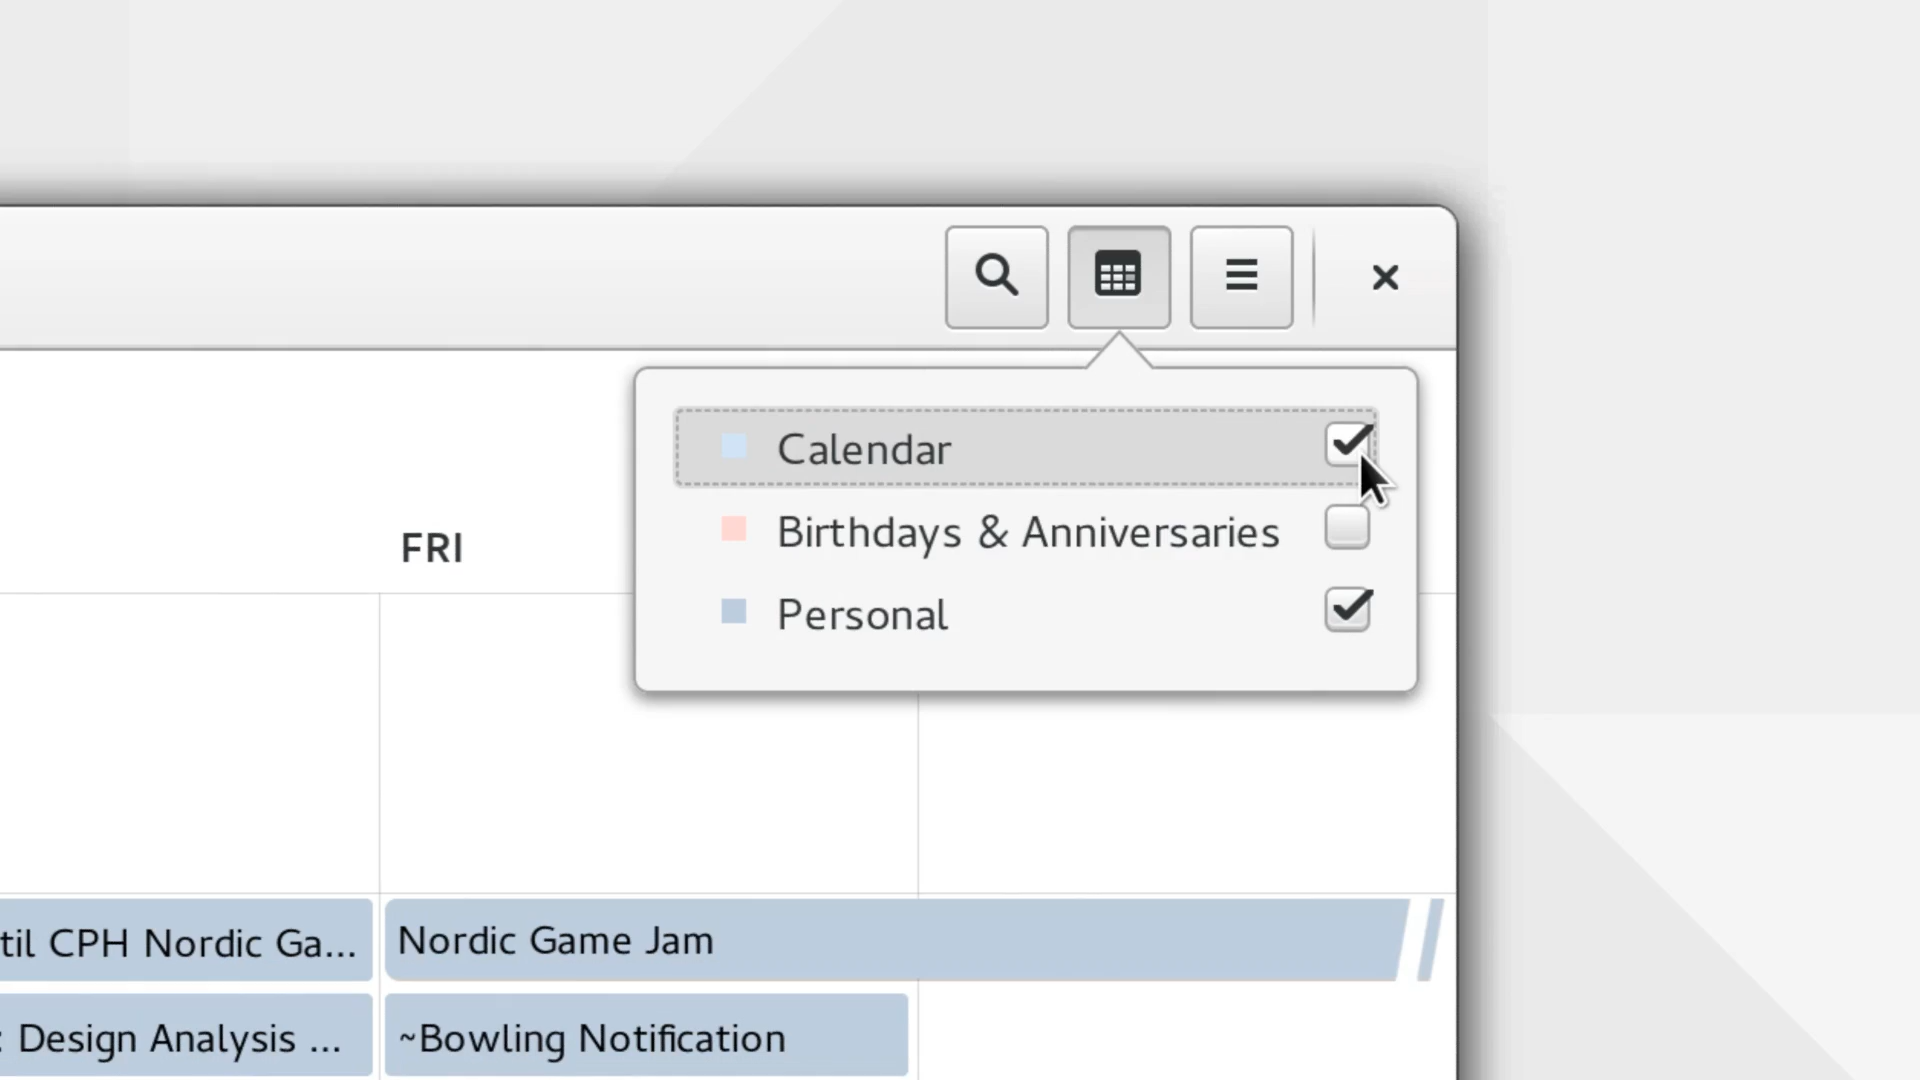 Calendar
Birthdays & Anniversaries
FRI
Personal
til CPH Nordic Ga...
Nordic Game Jam
: Design Analysis ...
~Bowling Notification